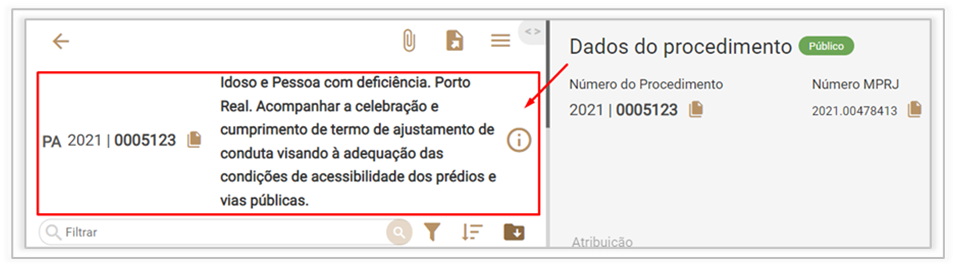 < >
Idoso e Pessoa com deficiência. Porto
Real. Acompanhar a celebração e
cumprimento de termo de ajustamento de
conduta visando à adequação das
condições de acessibilidade dos prédios e
vias públicas.
PA 2021 | 0005123
Filtrar
Dados do procedimento Público
Número do Procedimento Número MPRJ
2021 | 0005123 2021.00478413
Atribuição